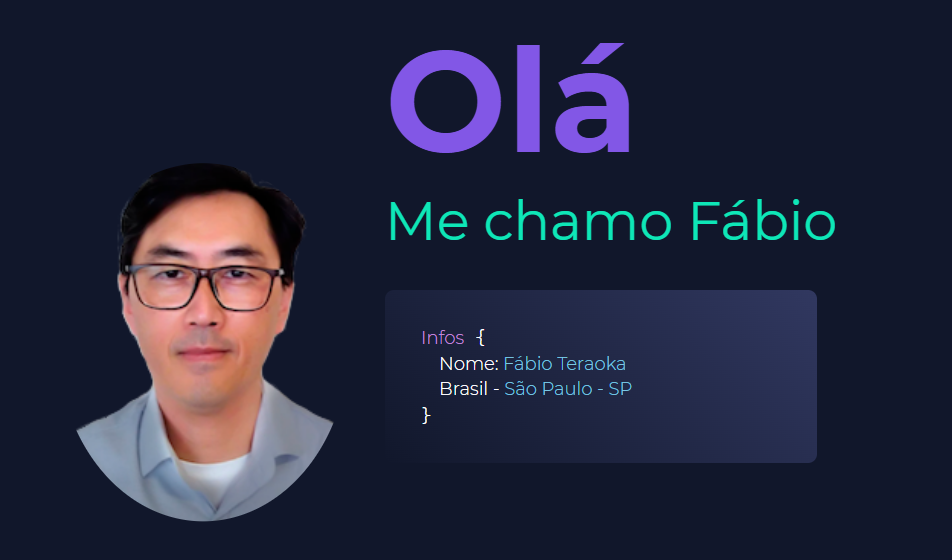 Olá
Me chamo Fábio
Infos {
Nome: Fábio Teraoka
Brasil - São Paulo - SP
}